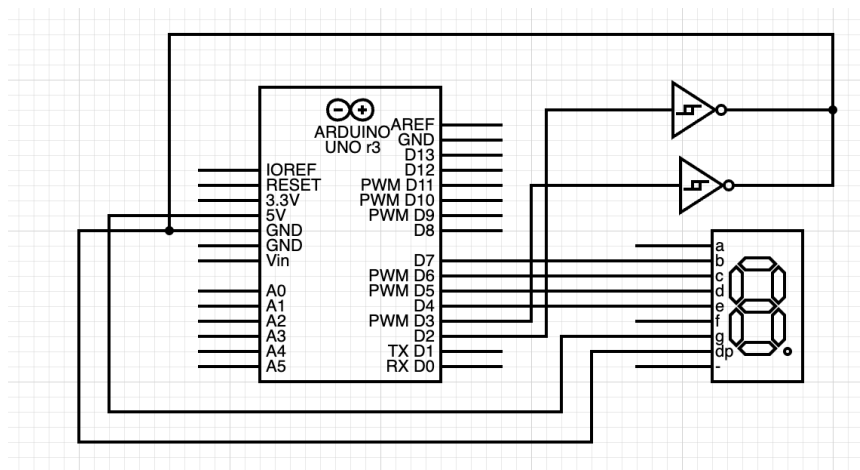 ARDUINO
UNO r3
IOREF
RESET
3.3V
5V
GND
GND
Vin
A0
A1
A2
A3
A4
A5
AREF
GND
D13
D12
PWM D11
PWM D10
PWM D9
D8
D7
PWM D6
PWM D5
D4
PWM D3
D2
TX D1
RX D0
a
b
c
d
e
f
g
dp
-